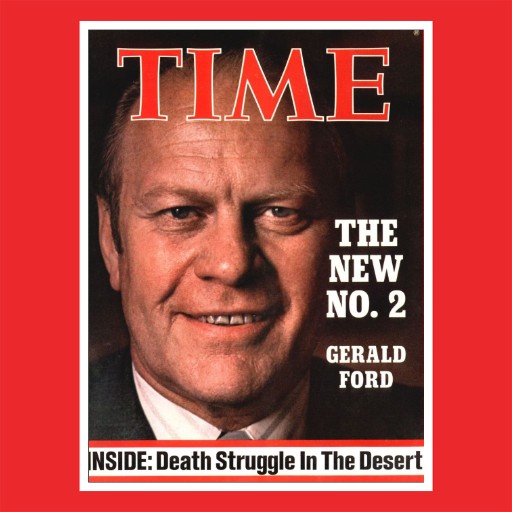 TIME
THE
NEW
NO. 2
GERALD
FORD
INSIDE: Death Struggle In The Desert